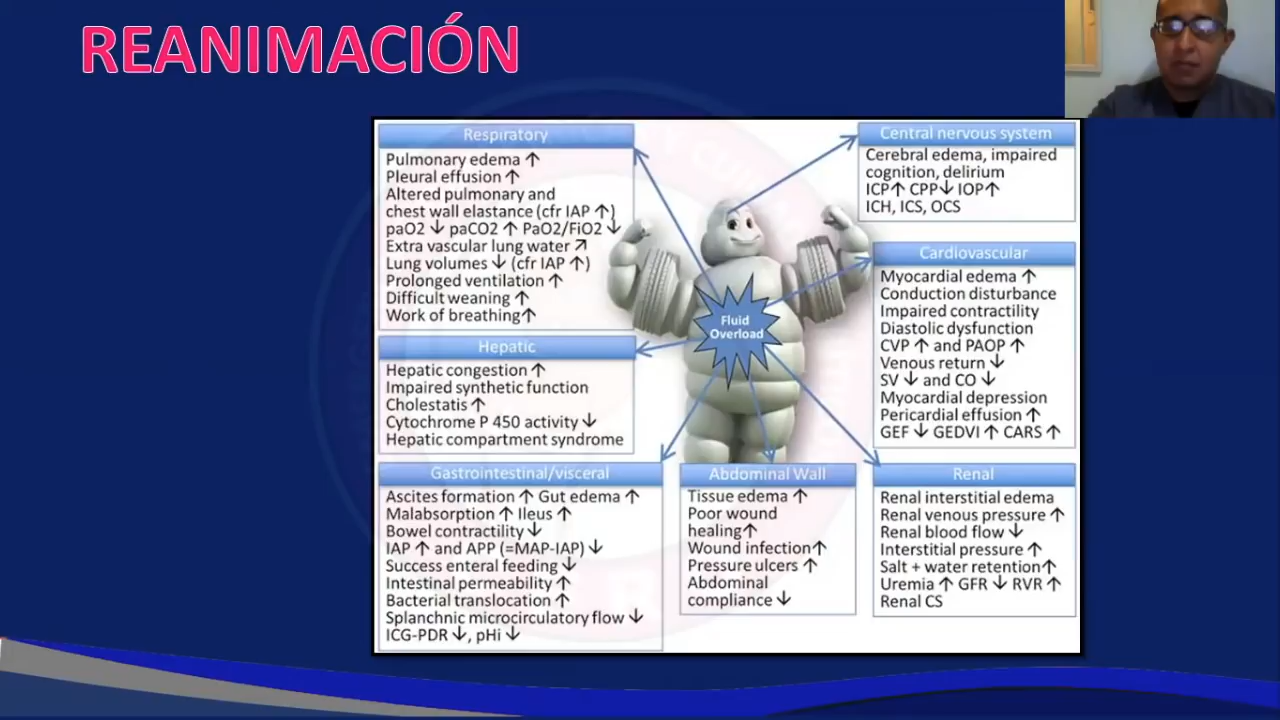 REANIMACIÓN
Respiratory
Pulmonary edema ↑
Pleural effusion ↑
Altered pulmonary and
chest wall elastance (cfr IAP ↑)
paO2 ↓ paCO2 ↑ PaO2/FiO2 ↓
Extra vascular lung water ↗
Lung volumes ↓ (cfr IAP ↑)
Prolonged ventilation ↑
Difficult weaning ↑
Work of breathing↑
Hepatic
Hepatic congestion ↑
Impaired synthetic function
Cholestatis ↑
Cytochrome P 450 activity ↓
Hepatic compartment syndrome
Gastrointestinal/visceral
Ascites formation ↑ Gut edema ↑
Malabsorption ↑ Ileus ↑
Bowel contractility ↓
IAP ↑ and APP (=MAP-IAP) ↓
Success enteral feeding ↓
Intestinal permeability ↑
Bacterial translocation ↑
Splanchnic microcirculatory flow ↓
ICG-PDR ↓, pHi ↓
Fluid
Overload
Abdominal Wall
Tissue edema ↑
Poor wound
healing↑
Wound infection↑
Pressure ulcers ↑
Abdominal
compliance ↓
Central nervous system
Cerebral edema, impaired
cognition, delirium
ICP↑ CPP↓ IOP↑
ICH, ICS, OCS
Cardiovascular
Myocardial edema ↑
Conduction disturbance
Impaired contractility
Diastolic dysfunction
CVP ↑ and PAOP ↑
Venous return ↓
SV ↓ and CO ↓
Myocardial depression
Pericardial effusion ↑
GEF ↓ GEDVI ↑ CARS ↑
Renal
Renal interstitial edema
Renal venous pressure ↑
Renal blood flow ↓
Interstitial pressure ↑
Salt + water retention↑
Uremia ↑ GFR ↓ RVR ↑
Renal CS